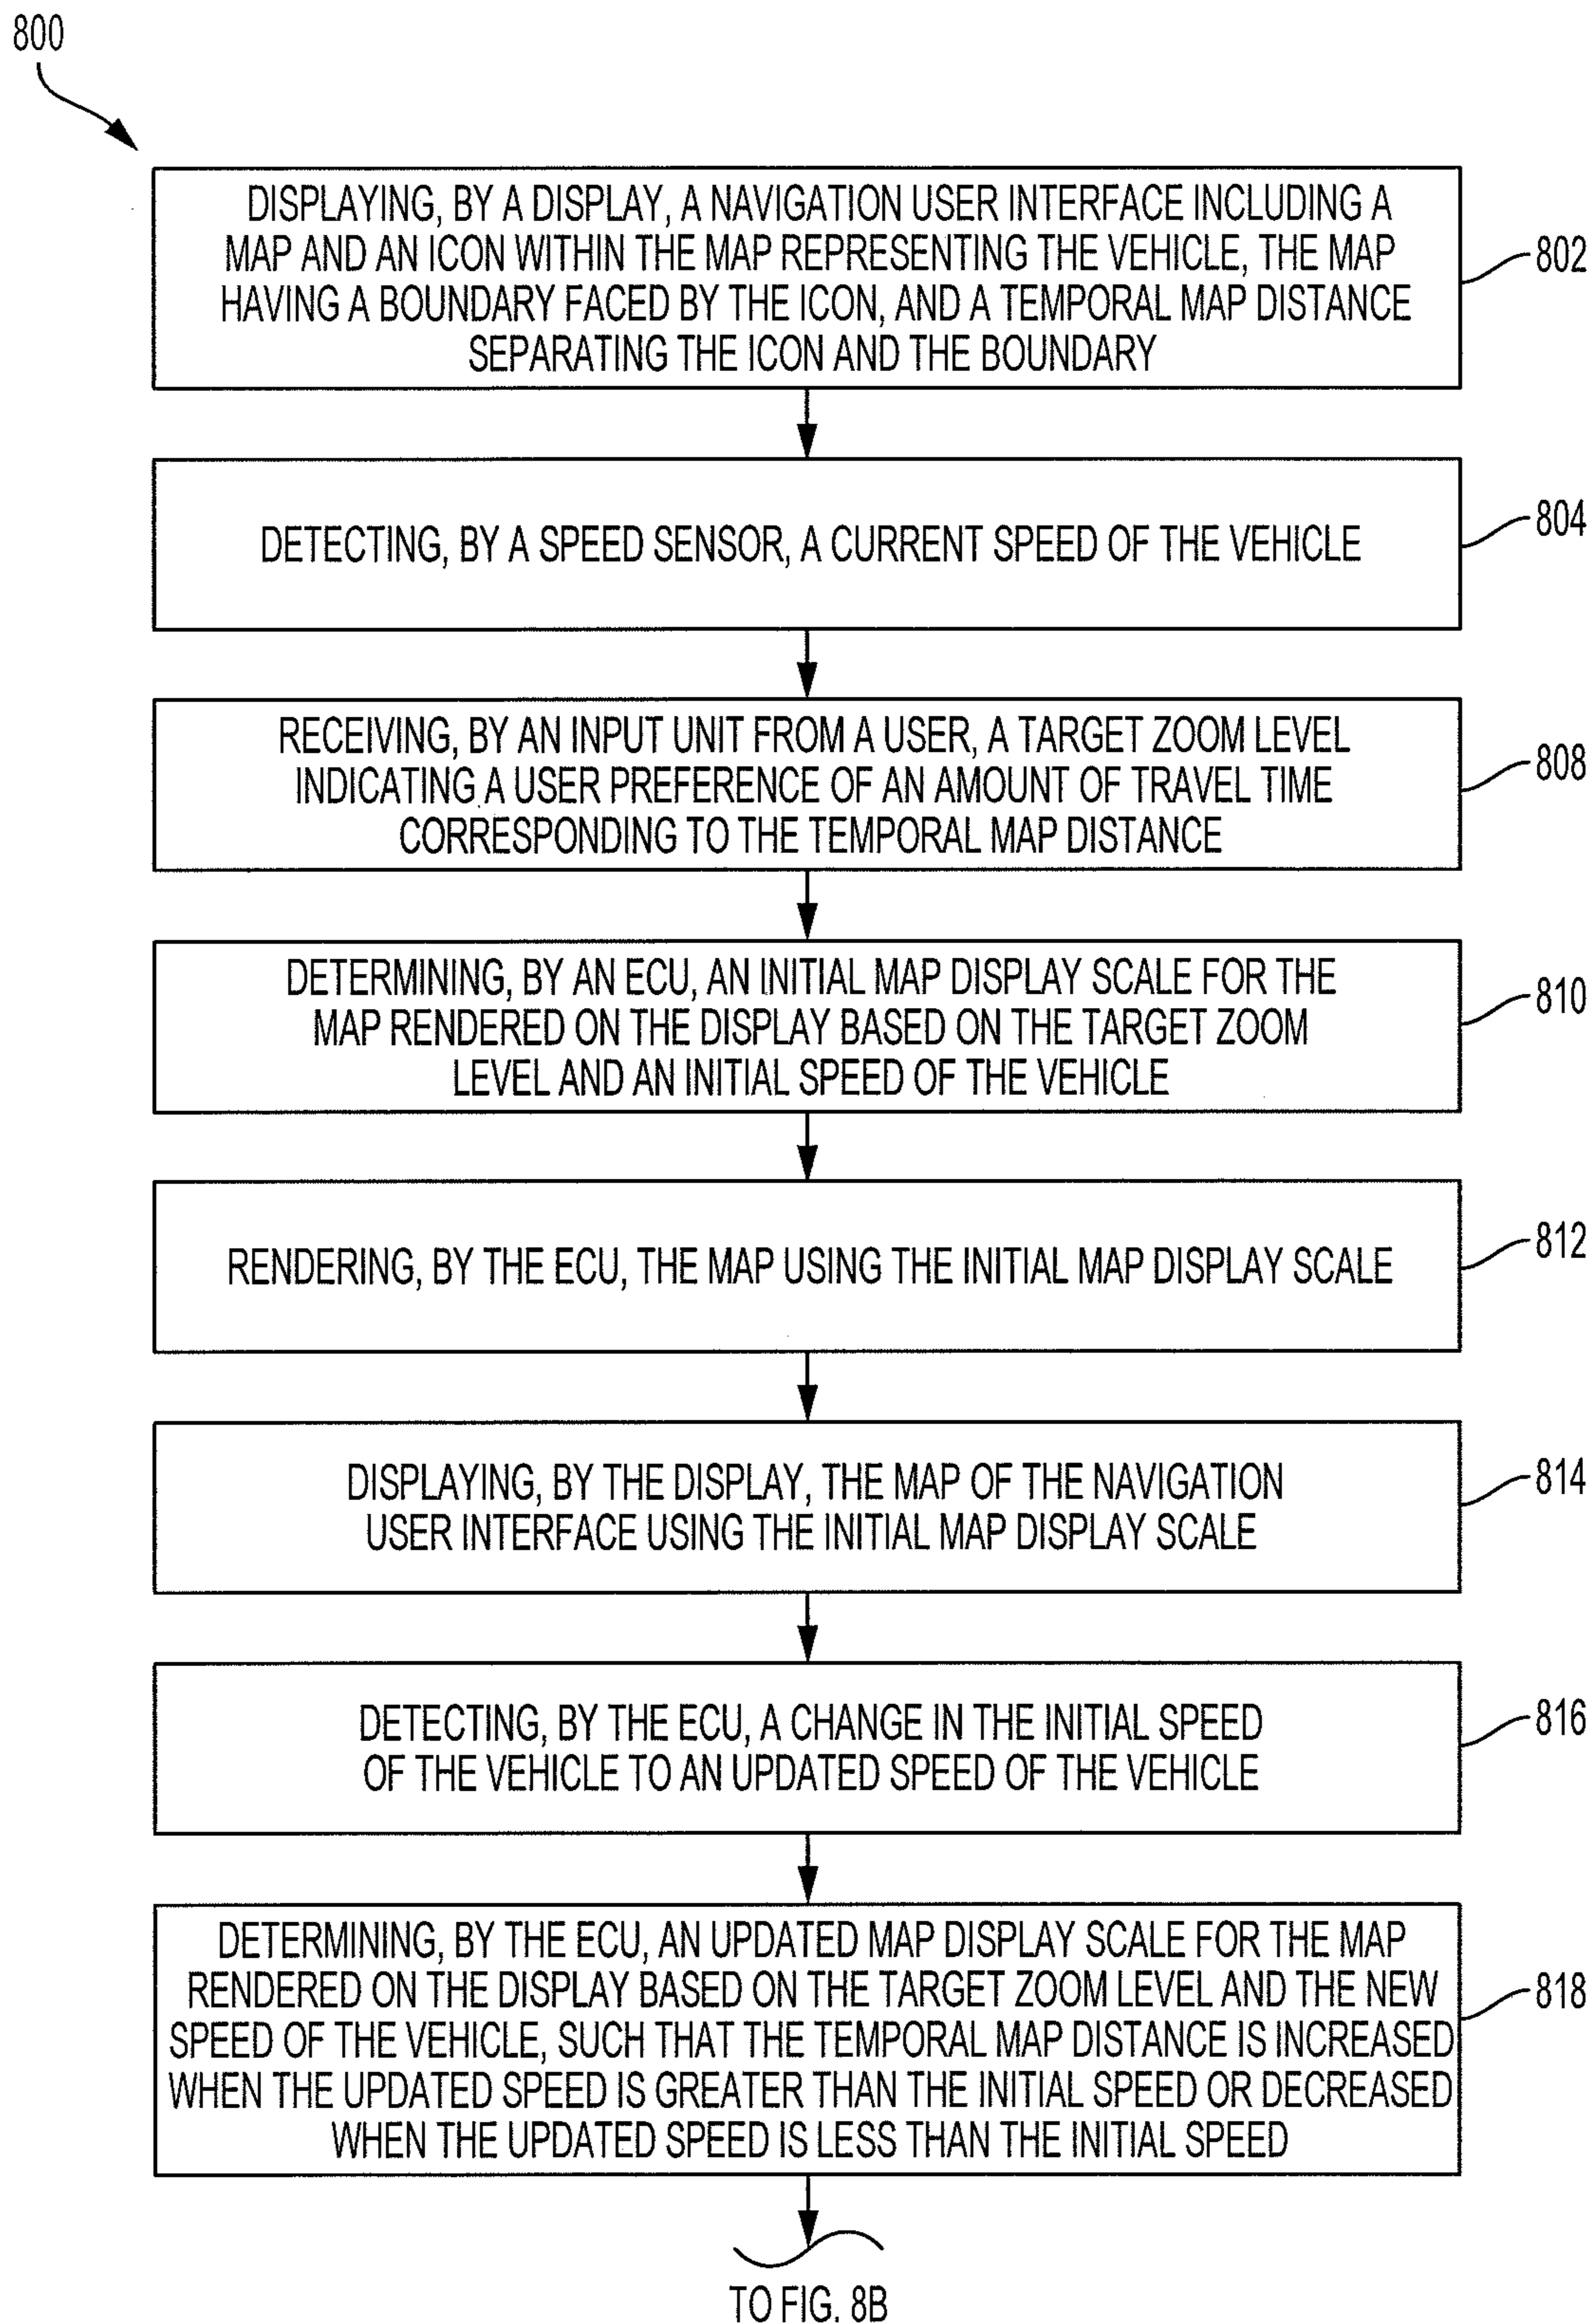 800
DISPLAYING, BY A DISPLAY, A NAVIGATION USER INTERFACE INCLUDING A
MAP AND AN ICON WITHIN THE MAP REPRESENTING THE VEHICLE, THE MAP
HAVING A BOUNDARY FACED BY THE ICON, AND A TEMPORAL MAP DISTANCE
SEPARATING THE ICON AND THE BOUNDARY
802
DETECTING, BY A SPEED SENSOR, A CURRENT SPEED OF THE VEHICLE
804
RECEIVING, BY AN INPUT UNIT FROM A USER, A TARGET ZOOM LEVEL
INDICATING A USER PREFERENCE OF AN AMOUNT OF TRAVEL TIME
CORRESPONDING TO THE TEMPORAL MAP DISTANCE
808
DETERMINING, BY AN ECU, AN INITIAL MAP DISPLAY SCALE FOR THE
MAP RENDERED ON THE DISPLAY BASED ON THE TARGET ZOOM
LEVEL AND AN INITIAL SPEED OF THE VEHICLE
810
RENDERING, BY THE ECU, THE MAP USING THE INITIAL MAP DISPLAY SCALE
812
DISPLAYING, BY THE DISPLAY, THE MAP OF THE NAVIGATION
USER INTERFACE USING THE INITIAL MAP DISPLAY SCALE
814
DETECTING, BY THE ECU, A CHANGE IN THE INITIAL SPEED
OF THE VEHICLE TO AN UPDATED SPEED OF THE VEHICLE
816
DETERMINING, BY THE ECU, AN UPDATED MAP DISPLAY SCALE FOR THE MAP
RENDERED ON THE DISPLAY BASED ON THE TARGET ZOOM LEVEL AND THE NEW
SPEED OF THE VEHICLE, SUCH THAT THE TEMPORAL MAP DISTANCE IS INCREASED
WHEN THE UPDATED SPEED IS GREATER THAN THE INITIAL SPEED OR DECREASED
WHEN THE UPDATED SPEED IS LESS THAN THE INITIAL SPEED
818
TO FIG. 8B